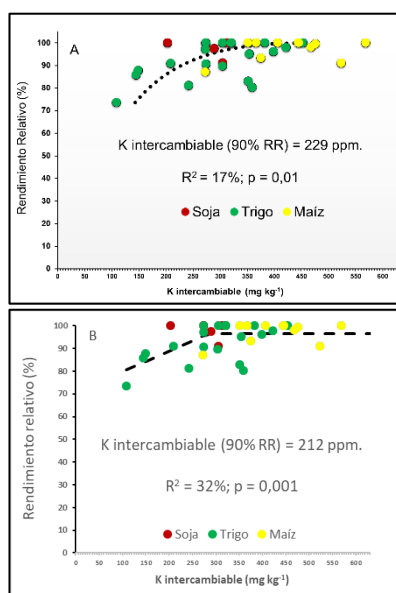 A
Rendimiento Relativo (%)
100
90
80
70
60
50
40
30
20
10
0
K intercambiable (90% RR) = 229 ppm.
R² = 17%; p = 0,01
Soja Trigo Maíz
0 50 100 150 200 250 300 350 400 450 500 550 600
K intercambiable (mg kg⁻¹)
B
Rendimiento relativo (%)
100
90
80
70
60
50
40
30
20
10
0
K intercambiable (90% RR) = 212 ppm.
R² = 32%; p = 0,001
Soja Trigo Maíz
0 50 100 150 200 250 300 350 400 450 500 550 600
K intercambiable (mg kg⁻¹)